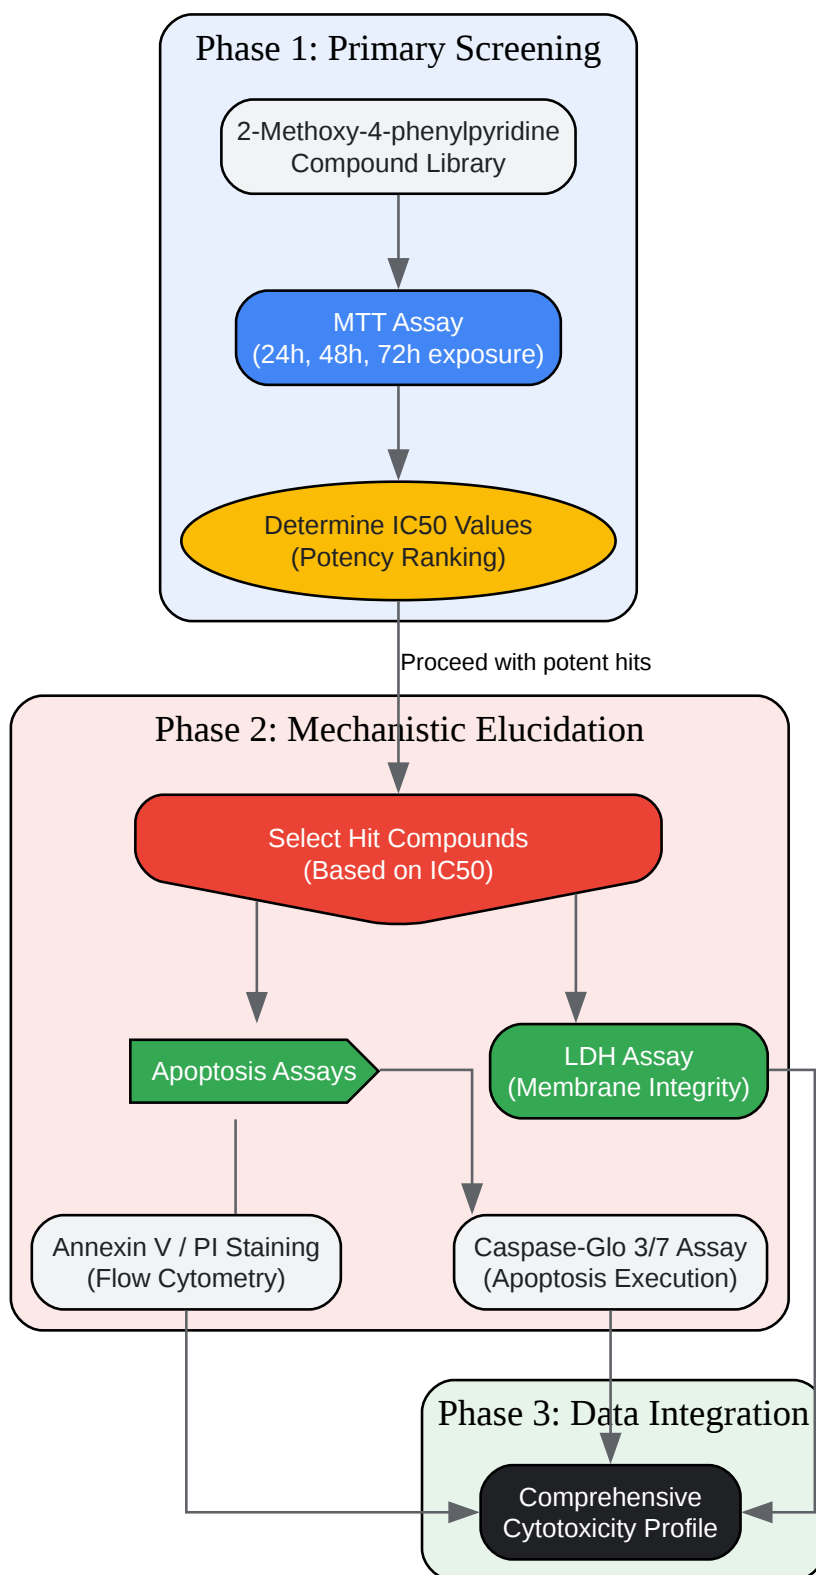 Phase 1: Primary Screening
2-Methoxy-4-phenylpyridine
Compound Library
MTT Assay
(24h, 48h, 72h exposure)
Determine IC50 Values
(Potency Ranking)
Proceed with potent hits
Phase 2: Mechanistic Elucidation
Select Hit Compounds
(Based on IC50)
Apoptosis Assays
LDH Assay
(Membrane Integrity)
Annexin V / PI Staining
(Flow Cytometry)
Caspase-Glo 3/7 Assay
(Apoptosis Execution)
Phase 3: Data Integration
Comprehensive
Cytotoxicity Profile